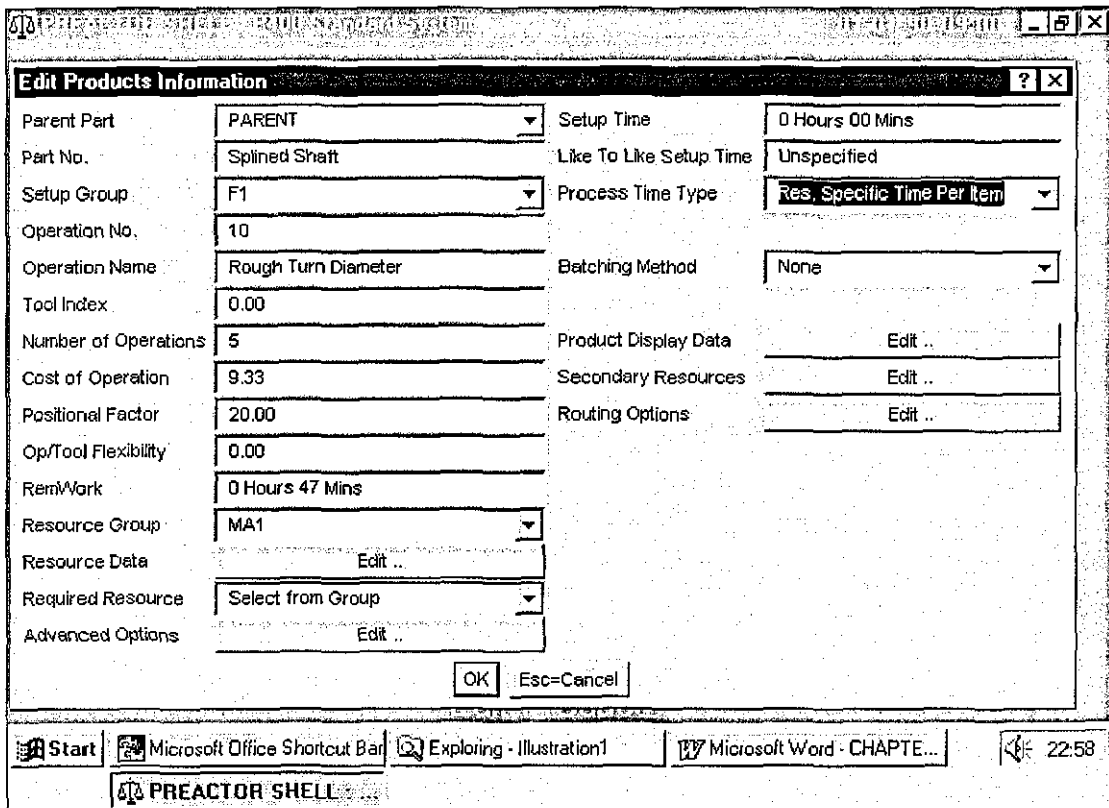 PREACTOR SHELL
Edit Products Information
Parent Part PARENT
Part No. Splined Shaft
Setup Group F1
Operation No. 10
Operation Name Rough Turn Diameter
Tool Index 0.00
Number of Operations 5
Cost of Operation 9.33
Positional Factor 20.00
Op/Tool Flexibility 0.00
RemWork 0 Hours 47 Mins
Resource Group MA1
Resource Data Edit ..
Required Resource Select from Group
Advanced Options Edit ..
Setup Time 0 Hours 00 Mins
Like To Like Setup Time Unspecified
Process Time Type Res. Specific Time Per Item
Batching Method None
Product Display Data Edit ..
Secondary Resources Edit ..
Routing Options Edit ..
OK Esc=Cancel
Start Microsoft Office Shortcut Bar Exploring - Illustration1 Microsoft Word - CHAPTE... 22:58
PREACTOR SHELL : ...